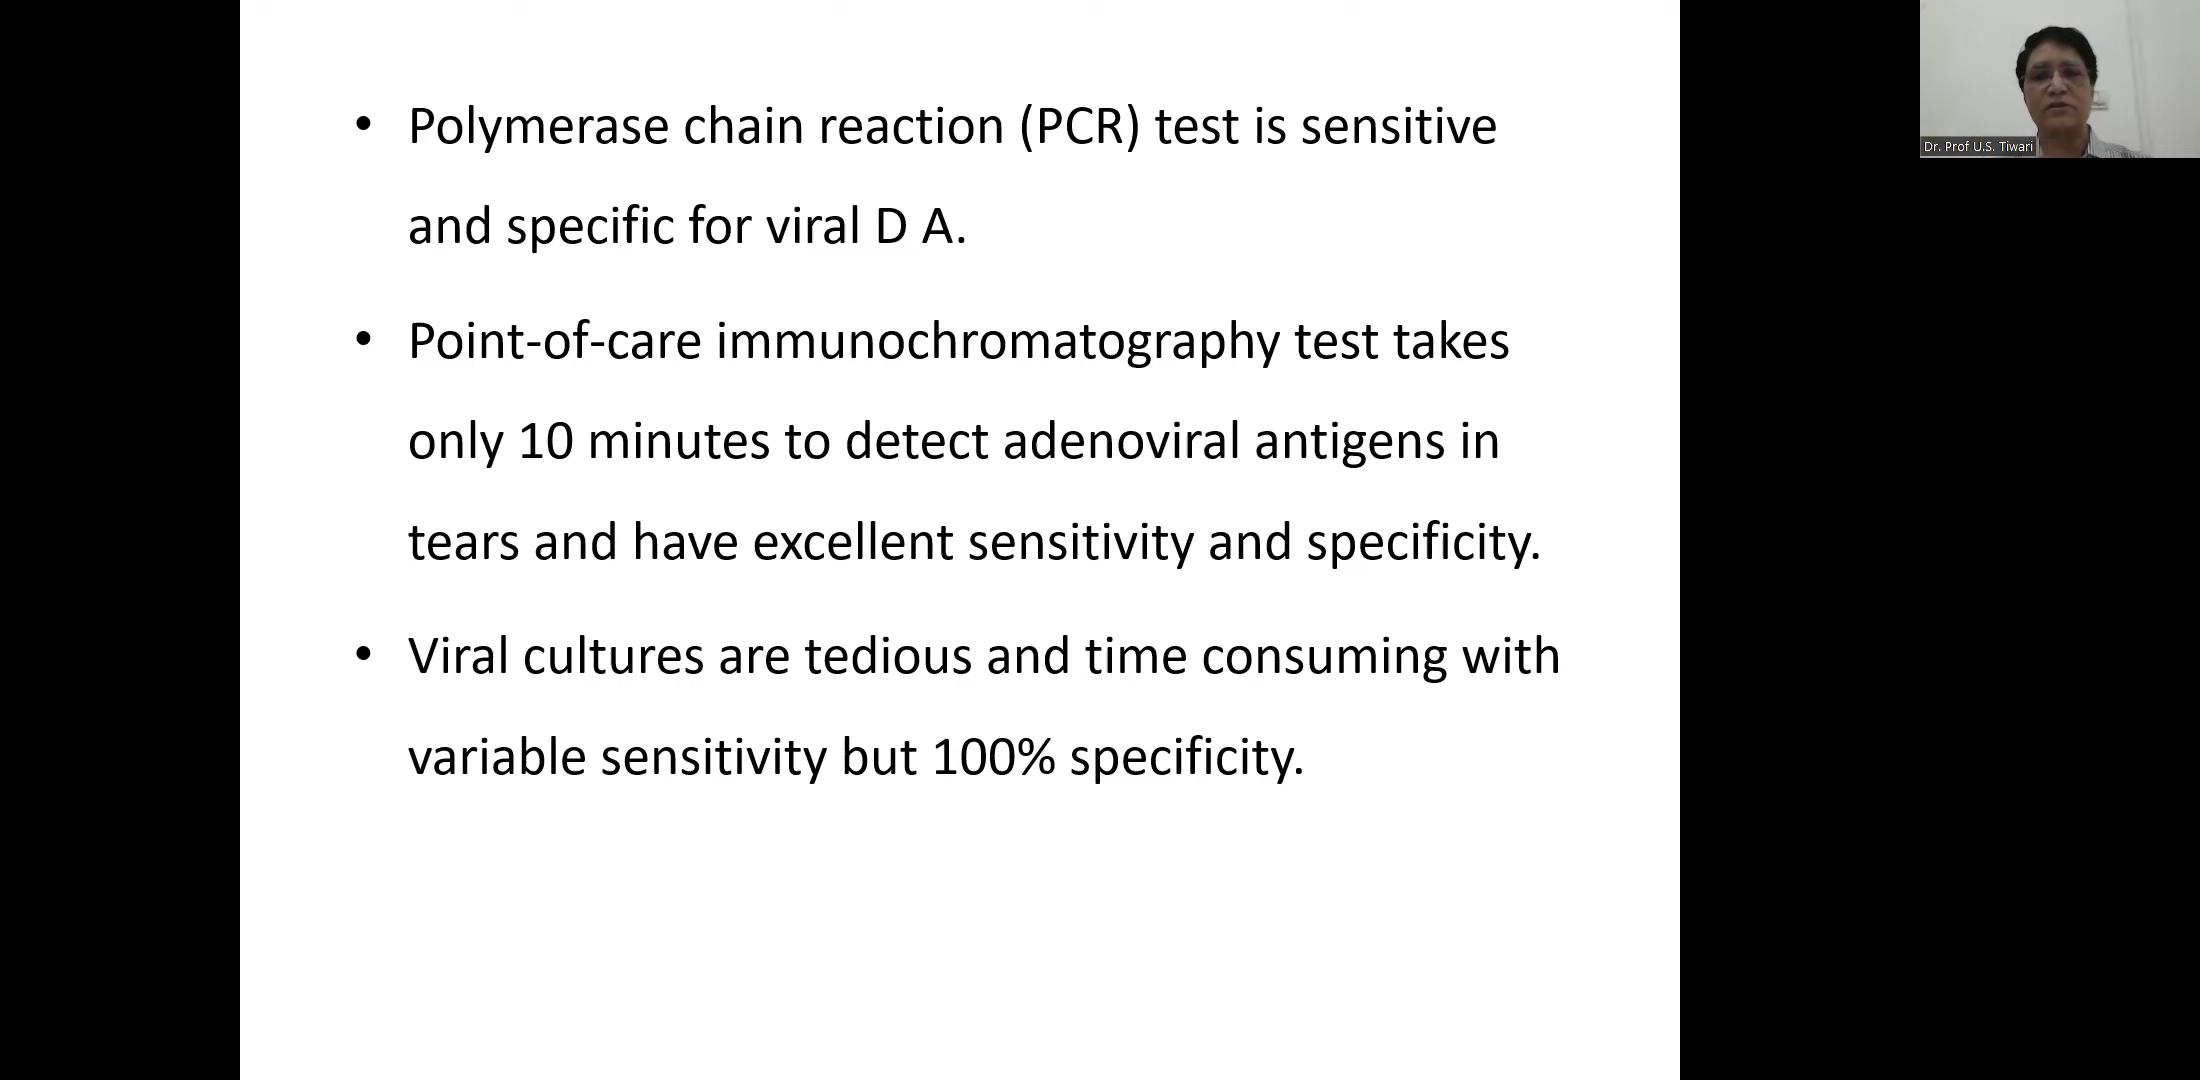 • Polymerase chain reaction (PCR) test is sensitive
and specific for viral D A.
• Point-of-care immunochromatography test takes
only 10 minutes to detect adenoviral antigens in
tears and have excellent sensitivity and specificity.
• Viral cultures are tedious and time consuming with
variable sensitivity but 100% specificity.
Dr. Prof U.S. Tiwari